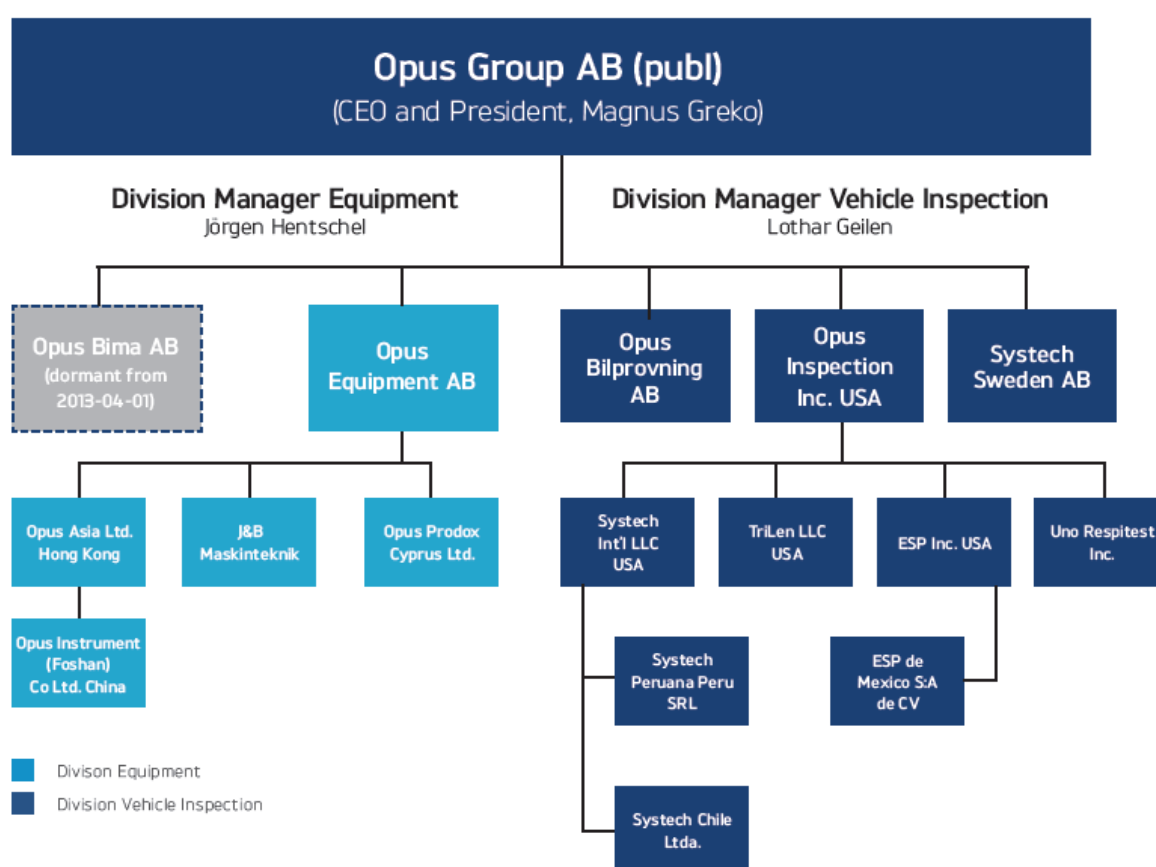 Opus Group AB (publ)
(CEO and President, Magnus Greko)
Division Manager Equipment
Jörgen Hentschel
Division Manager Vehicle Inspection
Lothar Geilen
Opus Bima AB
(dormant from
2013-04-01)
Opus
Equipment AB
Opus
Bilprovning
AB
Opus
Inspection
Inc. USA
Systech
Sweden AB
Opus Asia Ltd.
Hong Kong
J&B
Maskinteknik
Opus Prodox
Cyprus Ltd.
Systech
Int'l LLC
USA
TriLen LLC
USA
ESP Inc. USA
Uno Respitest
Inc.
Opus Instrument
(Foshan)
Co Ltd. China
Systech
Peruana Peru
SRL
ESP de
Mexico S:A
de CV
Systech Chile
Ltda.
Divison Equipment
Division Vehicle Inspection